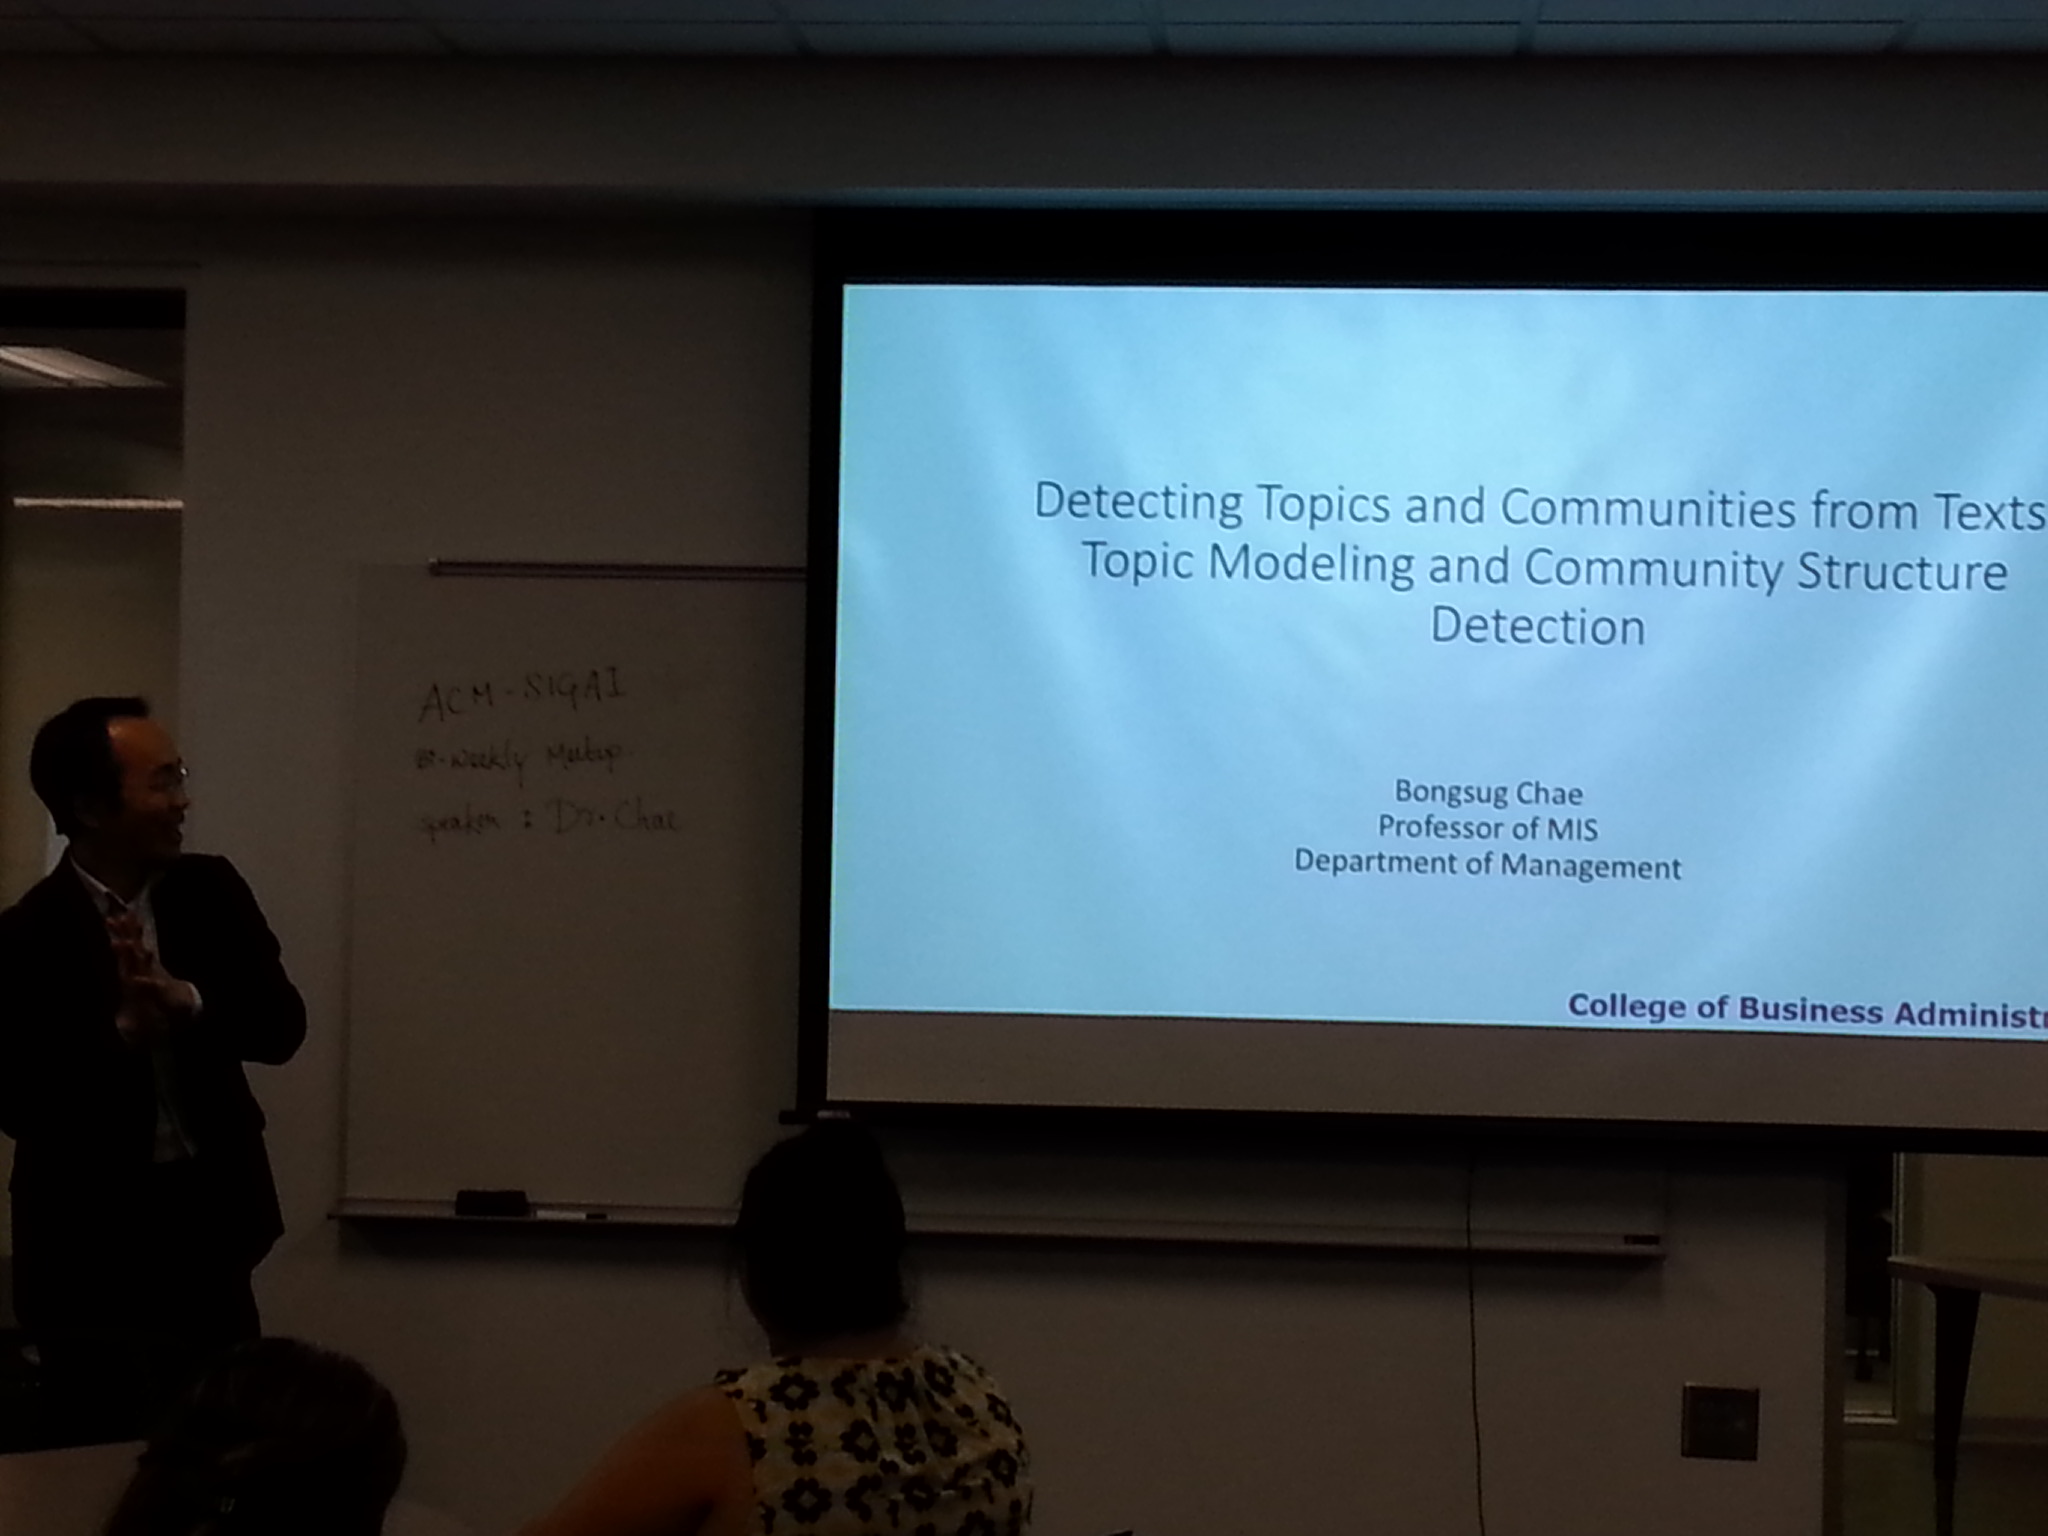 Detecting Topics and Communities from Texts
Topic Modeling and Community Structure
Detection
Bongsug Chae
Professor of MIS
Department of Management
College of Business Administr
ACM-SIGAI
Bi-weekly Meetup
speaker : Dr. Chae